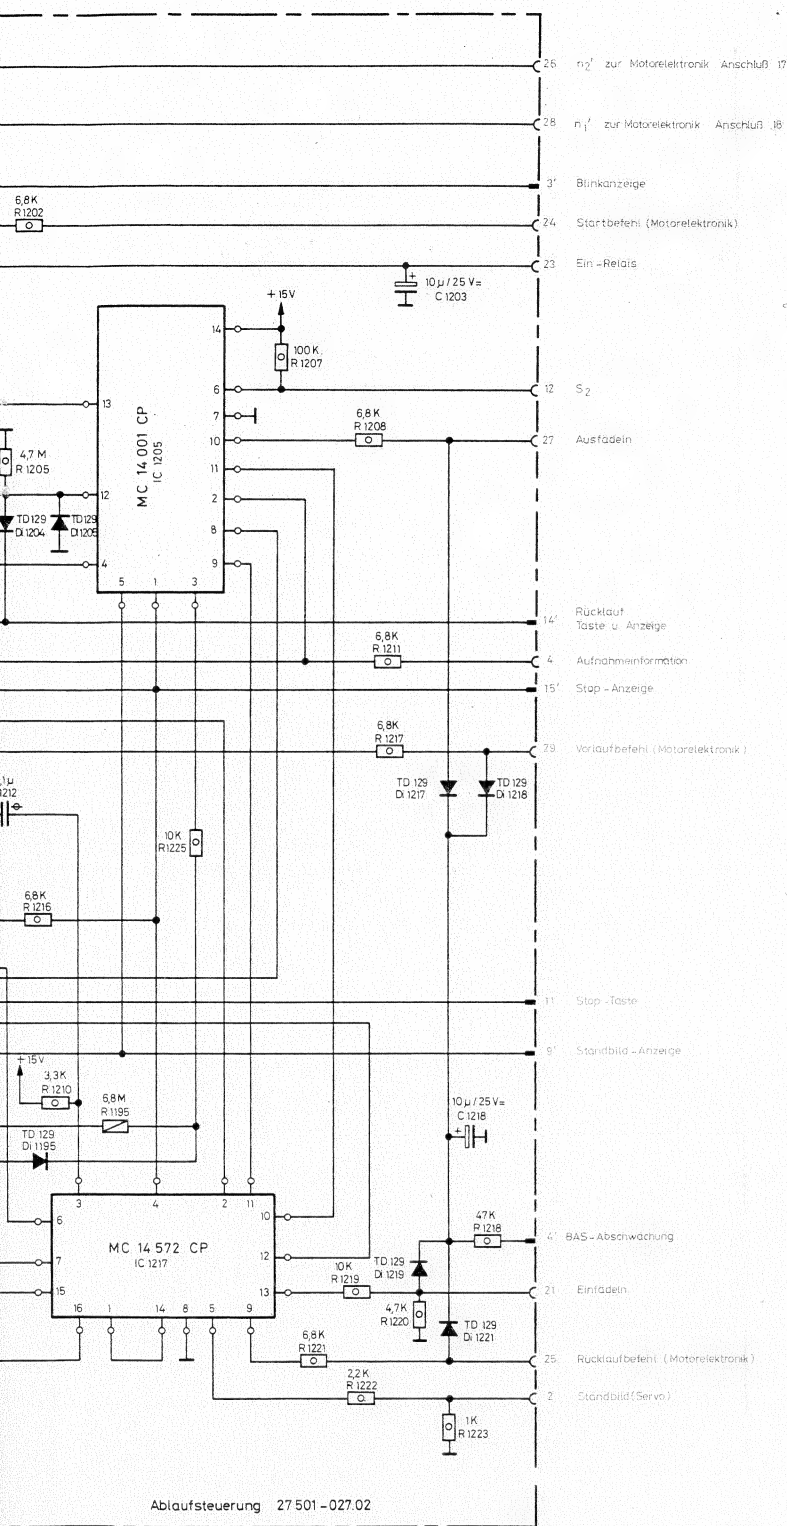 26 n2' zur Motorelektronik Anschluß 17
28 n1' zur Motorelektronik Anschluß 18
3' Blinkanzeige
6,8K
R1202
24 Startbefehl (Motorelektronik)
23 Ein-Relais
+
10µ/25V=
C1203
+15V
14
100K
R1207
6
12 S2
13
7
MC 14001 CP
IC 1205
6,8K
R1208
10
27 Ausfädeln
4,7M
R1205
11
12
2
TD129
Di1204
TD129
Di1205
8
4
9
5 1 3
14' Rücklauf
Taste u. Anzeige
6,8K
R1211
4 Aufnahmeinformation
15' Stop-Anzeige
6,8K
R1217
29 Vorlaufbefehl (Motorelektronik)
1µ
1212
TD 129
Di 1217
TD 129
Di 1218
10K
R1225
6,8K
R1216
11' Stop-Taste
9' Standbild-Anzeige
+15V
3,3K
R1210
6,8M
R1195
10µ/25V=
C1218
+
TD 129
Di 1195
3 4 2 11
6
10
47K
R1218
4' BAS-Abschwächung
MC 14572 CP
IC 1217
7
12
TD 129
Di 1219
10K
R1219
15
13
21 Einfädeln
16 1 14 8 5 9
4,7K
R1220
TD 129
Di 1221
6,8K
R1221
25 Rücklaufbefehl (Motorelektronik)
2,2K
R1222
2 Standbild (Servo)
1K
R1223
Ablaufsteuerung 27501-027.02